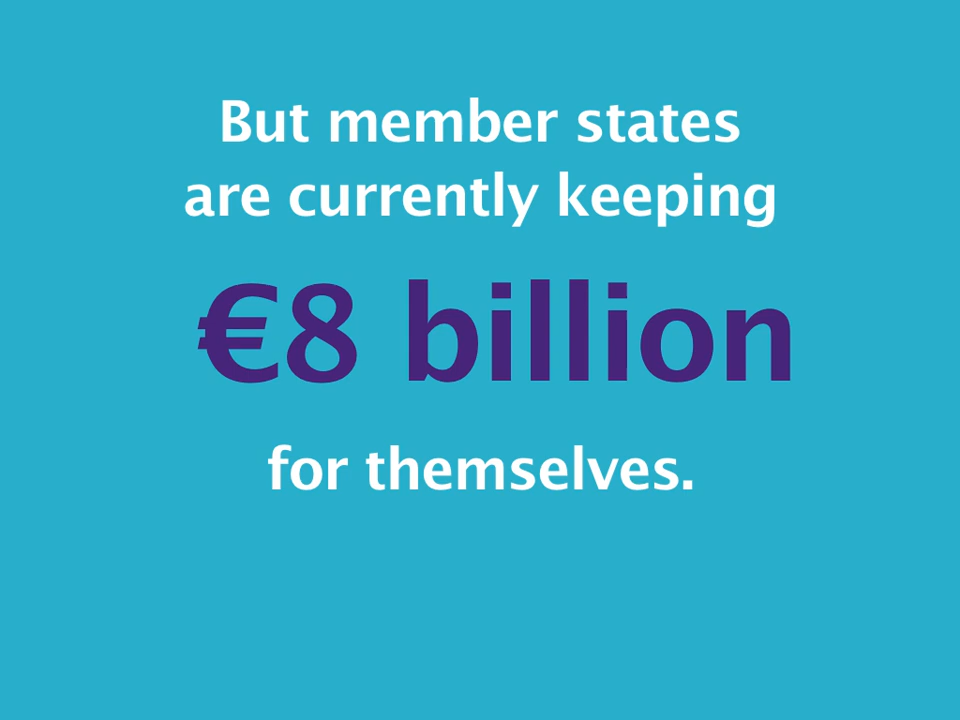 But member states
are currently keeping
€8 billion
for themselves.